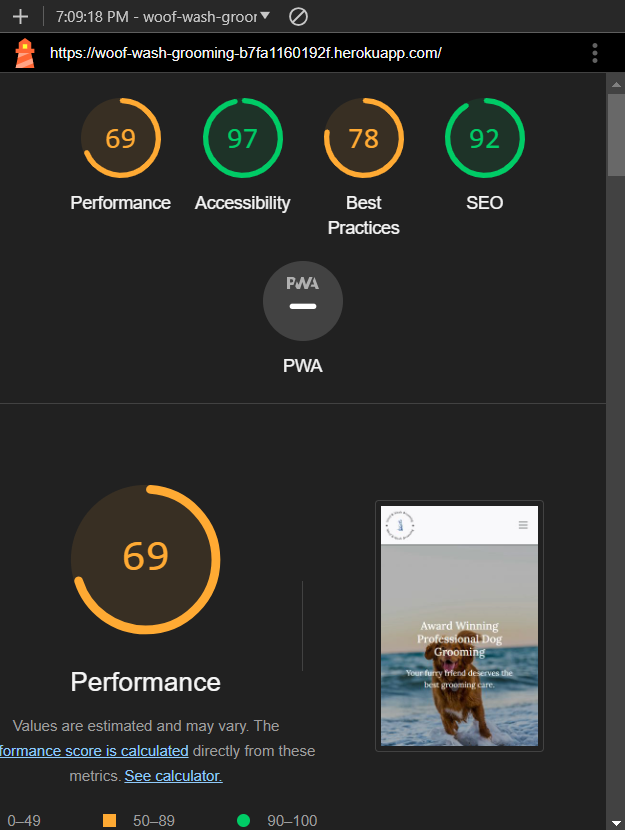 7:09:18 PM - woof-wash-groor
https://woof-wash-grooming-b7fa1160192f.herokuapp.com/
69
97
78
92
Performance
Accessibility
Best
Practices
SEO
PWA
PWA
69
Performance
Values are estimated and may vary. The
formance score is calculated directly from these
metrics. See calculator.
0–49
50–89
90–100
Award Winning
Professional Dog
Grooming
Your furry friend deserves the
best grooming care.